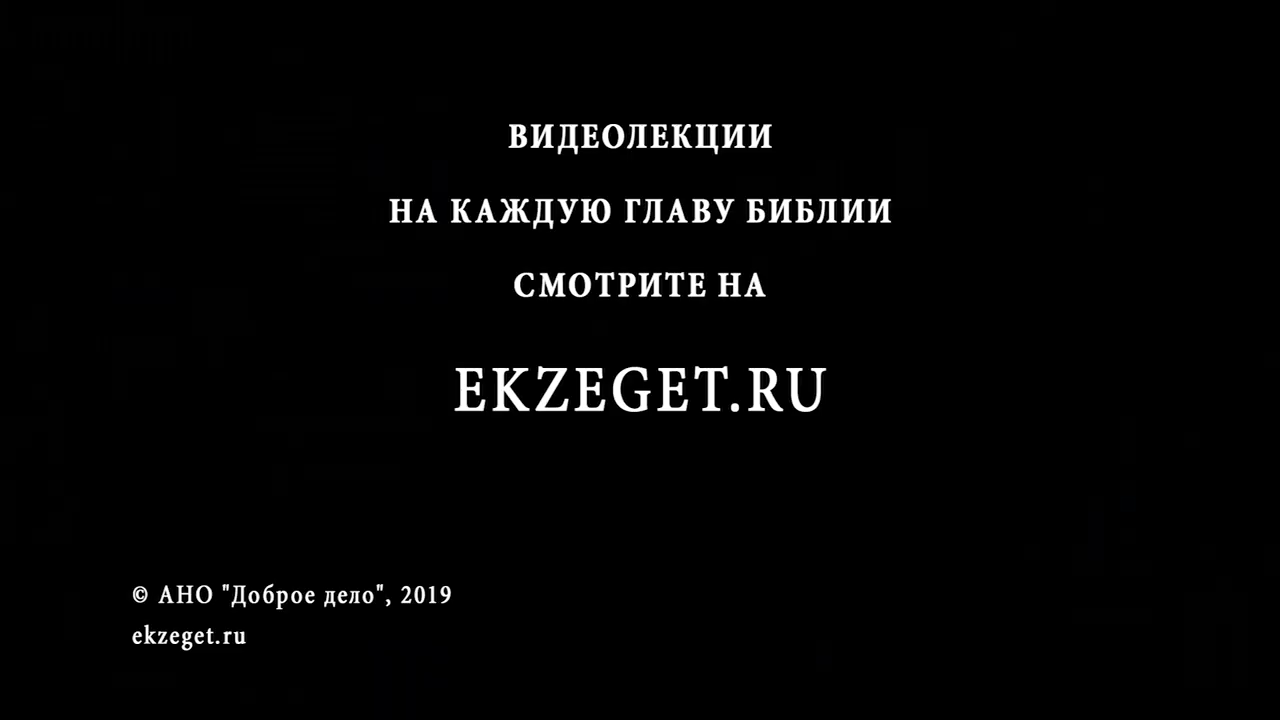 ВИДЕОЛЕКЦИИ
НА КАЖДУЮ ГЛАВУ БИБЛИИ
СМОТРИТЕ НА
EKZEGET.RU
© АНО "Доброе дело", 2019
ekzeget.ru